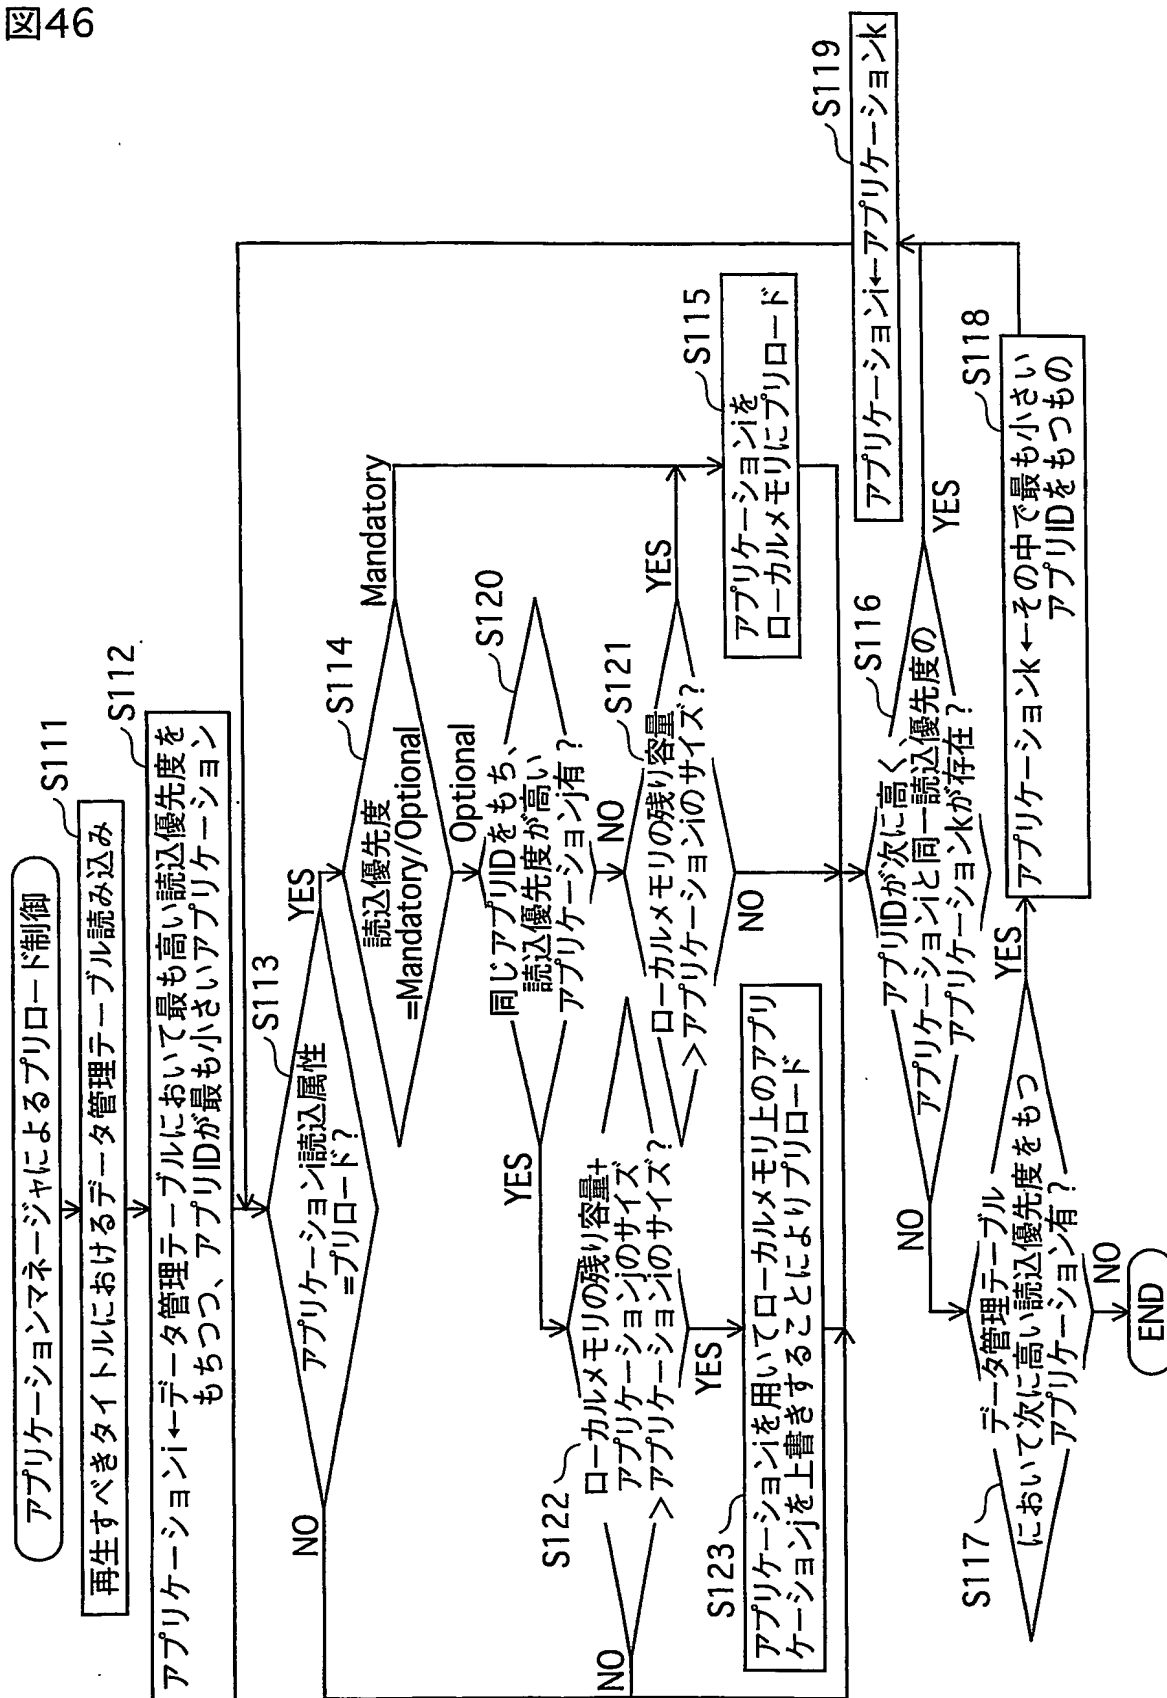 図46
アプリケーションマネージャによるプリロード制御
S111
再生すべきタイトルにおけるデータ管理テーブル読み込み
S112
アプリケーションi←データ管理テーブルにおいて最も高い読込優先度を
もちつつ、アプリIDが最も小さいアプリケーション
S113
アプリケーションi読込属性
=プリロード?
NO
YES
S114
読込優先度
=Mandatory/Optional
Mandatory
Optional
S120
同じアプリIDをもち、
読込優先度が高い
アプリケーションj有?
YES
NO
S121
ローカルメモリの残り容量
>アプリケーションiのサイズ?
YES
NO
S115
アプリケーションiを
ローカルメモリにプリロード
S122
ローカルメモリの残り容量+
アプリケーションjのサイズ
>アプリケーションiのサイズ?
NO
YES
S123
アプリケーションiを用いてローカルメモリ上のアプリ
ケーションjを上書きすることによりプリロード
S116
アプリIDが次に高く、
アプリケーションiと同一読込優先度の
アプリケーションkが存在?
NO
YES
S119
アプリケーションi←アプリケーションk
S117
データ管理テーブル
において次に高い読込優先度をもつ
アプリケーション有?
YES
NO
S118
アプリケーションk←その中で最も小さい
アプリIDをもつもの
END